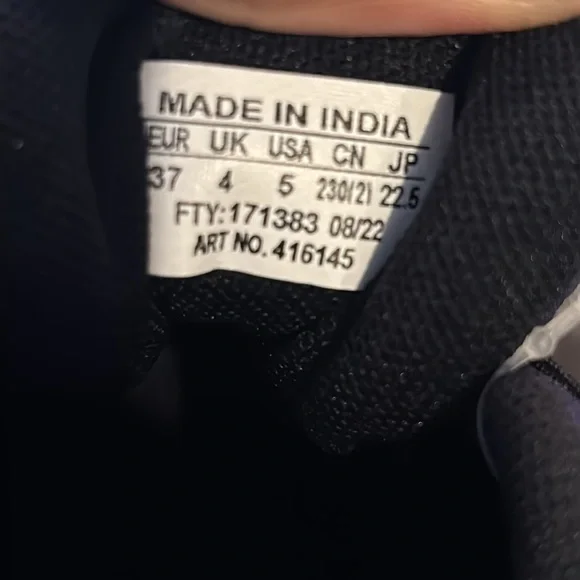 MADE IN INDIA
EUR UK USA CN JP
37 4 5 230(2) 22.5
FTY:171383 08/22
ART NO. 416145